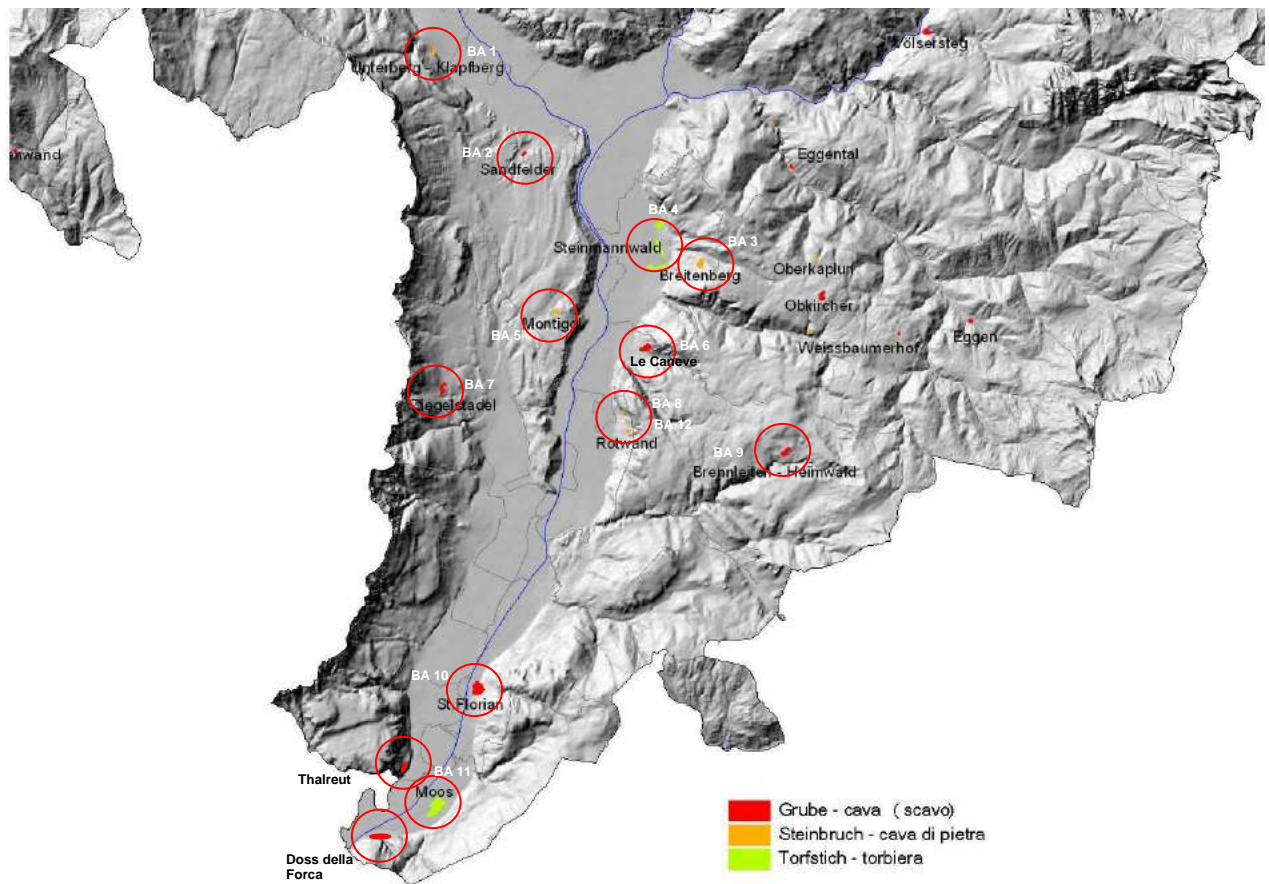 BA 1
Unterberg - Klapfberg
Völsersteg
BA 2
Sandfelder
Eggental
BA 4
Steinmannwald
BA 3
Breitenberg
Oberkaplun
Obkircher
BA 5
Montiggl
Weissbaumerhof
Eggen
BA 6
Le Caneve
BA 7
Ziegelstadel
BA 8
BA 12
Rotwand
BA 9
Brennleiten - Heimwald
BA 10
St Florian
Thalreut
BA 11
Moos
Doss della
Forca
Grube - cava ( scavo)
Steinbruch - cava di pietra
Torfstich - torbiera